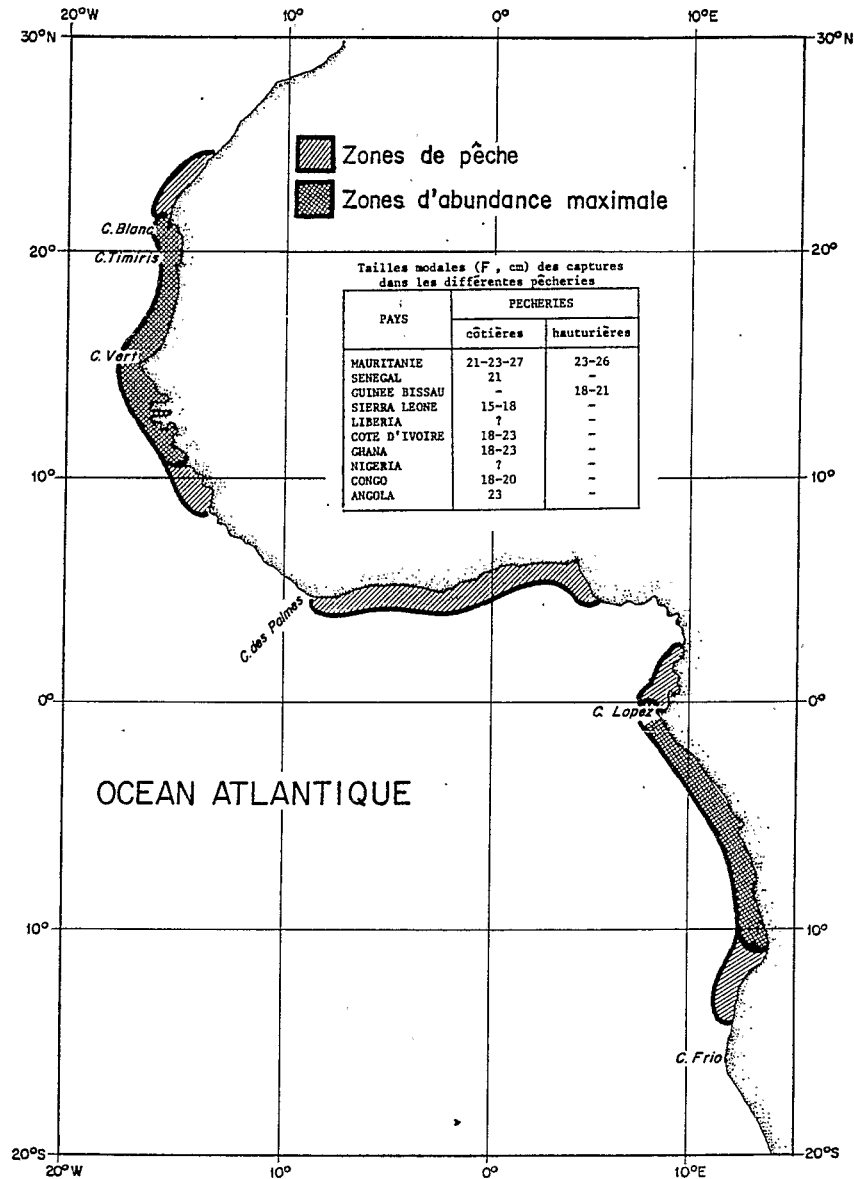 20°W 10° 0° 10°E
30°N 30°N
Zones de pêche
Zones d'abundance maximale
C. Blanc
C. Timiris
20° 20°
Tailles modales (F , cm) des captures
dans les différentes pêcheries
PAYS PECHERIES
côtières hauturières
C. Vert
MAURITANIE 21-23-27 23-26
SENEGAL 21 -
GUINEE BISSAU - 18-21
SIERRA LEONE 15-18 -
LIBERIA ? -
COTE D'IVOIRE 18-23 -
GHANA 18-23 -
NIGERIA ? -
CONGO 18-20 -
ANGOLA 23 -
10° 10°
C. des Palmes
0° 0°
C. Lopez
OCEAN ATLANTIQUE
10° 10°
C. Frio
20°S 20°S
20°W 10° 0° 10°E